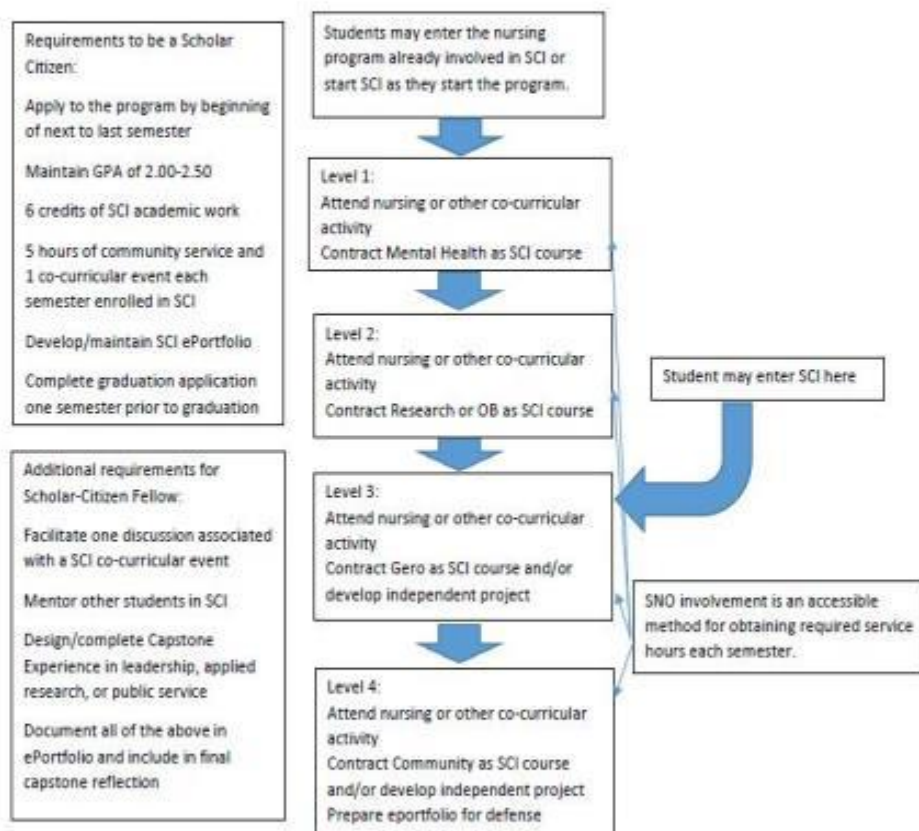 Requirements to be a Scholar
Citizen:
Apply to the program by beginning
of next to last semester
Maintain GPA of 2.00-2.50
6 credits of SCI academic work
5 hours of community service and
1 co-curricular event each
semester enrolled in SCI
Develop/maintain SCI ePortfolio
Complete graduation application
one semester prior to graduation
Additional requirements for
Scholar-Citizen Fellow:
Facilitate one discussion associated
with a SCI co-curricular event
Mentor other students in SCI
Design/complete Capstone
Experience in leadership, applied
research, or public service
Document all of the above in
ePortfolio and include in final
capstone reflection
Students may enter the nursing
program already involved in SCI or
start SCI as they start the program.
Level 1:
Attend nursing or other co-curricular
activity
Contract Mental Health as SCI course
Level 2:
Attend nursing or other co-curricular
activity
Contract Research or OB as SCI course
Student may enter SCI here
Level 3:
Attend nursing or other co-curricular
activity
Contract Gero as SCI course and/or
develop independent project
SNO involvement is an accessible
method for obtaining required service
hours each semester.
Level 4:
Attend nursing or other co-curricular
activity
Contract Community as SCI course
and/or develop independent project
Prepare eportfolio for defense